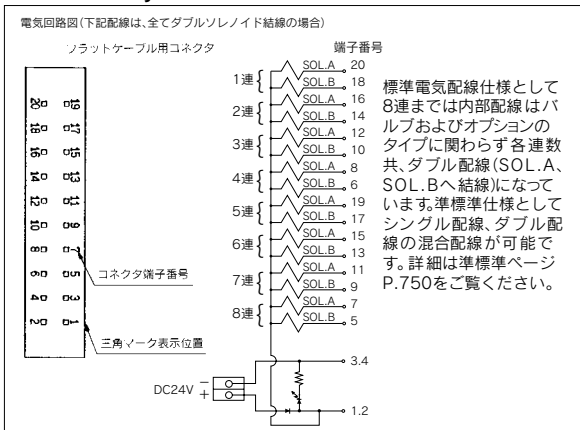 電気回路図(下記配線は、全てダブルソレノイド結線の場合)
フラットケーブル用コネクタ
端子番号
20 19
18 17
16 15
14 13
12 11
10 9
8 7
6 5
4 3
2 1
コネクタ端子番号
三角マーク表示位置
1連{ SOL.A 20
SOL.B 18
2連{ SOL.A 16
SOL.B 14
3連{ SOL.A 12
SOL.B 10
4連{ SOL.A 8
SOL.B 6
5連{ SOL.A 19
SOL.B 17
6連{ SOL.A 15
SOL.B 13
7連{ SOL.A 11
SOL.B 9
8連{ SOL.A 7
SOL.B 5
3.4
DC24V − +
1.2
標準電気配線仕様として
8連までは内部配線はバ
ルブおよびオプションの
タイプに関わらず各連数
共、ダブル配線(SOL.A、
SOL.Bへ結線)になって
います。準標準仕様として
シングル配線、ダブル配
線の混合配線が可能で
す。詳細は準標準ページ
P.750をご覧ください。